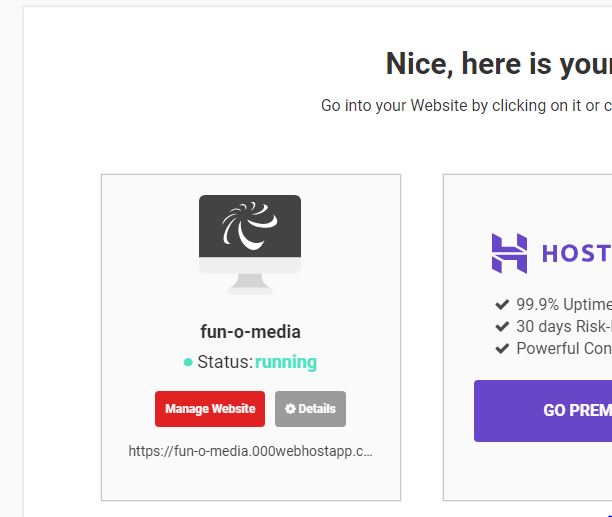 Nice, here is your
Go into your Website by clicking on it or c
fun-o-media
Status: running
Manage Website
Details
https://fun-o-media.000webhostapp.c...
HOST
99.9% Uptime
30 days Risk-
Powerful Con
GO PREM